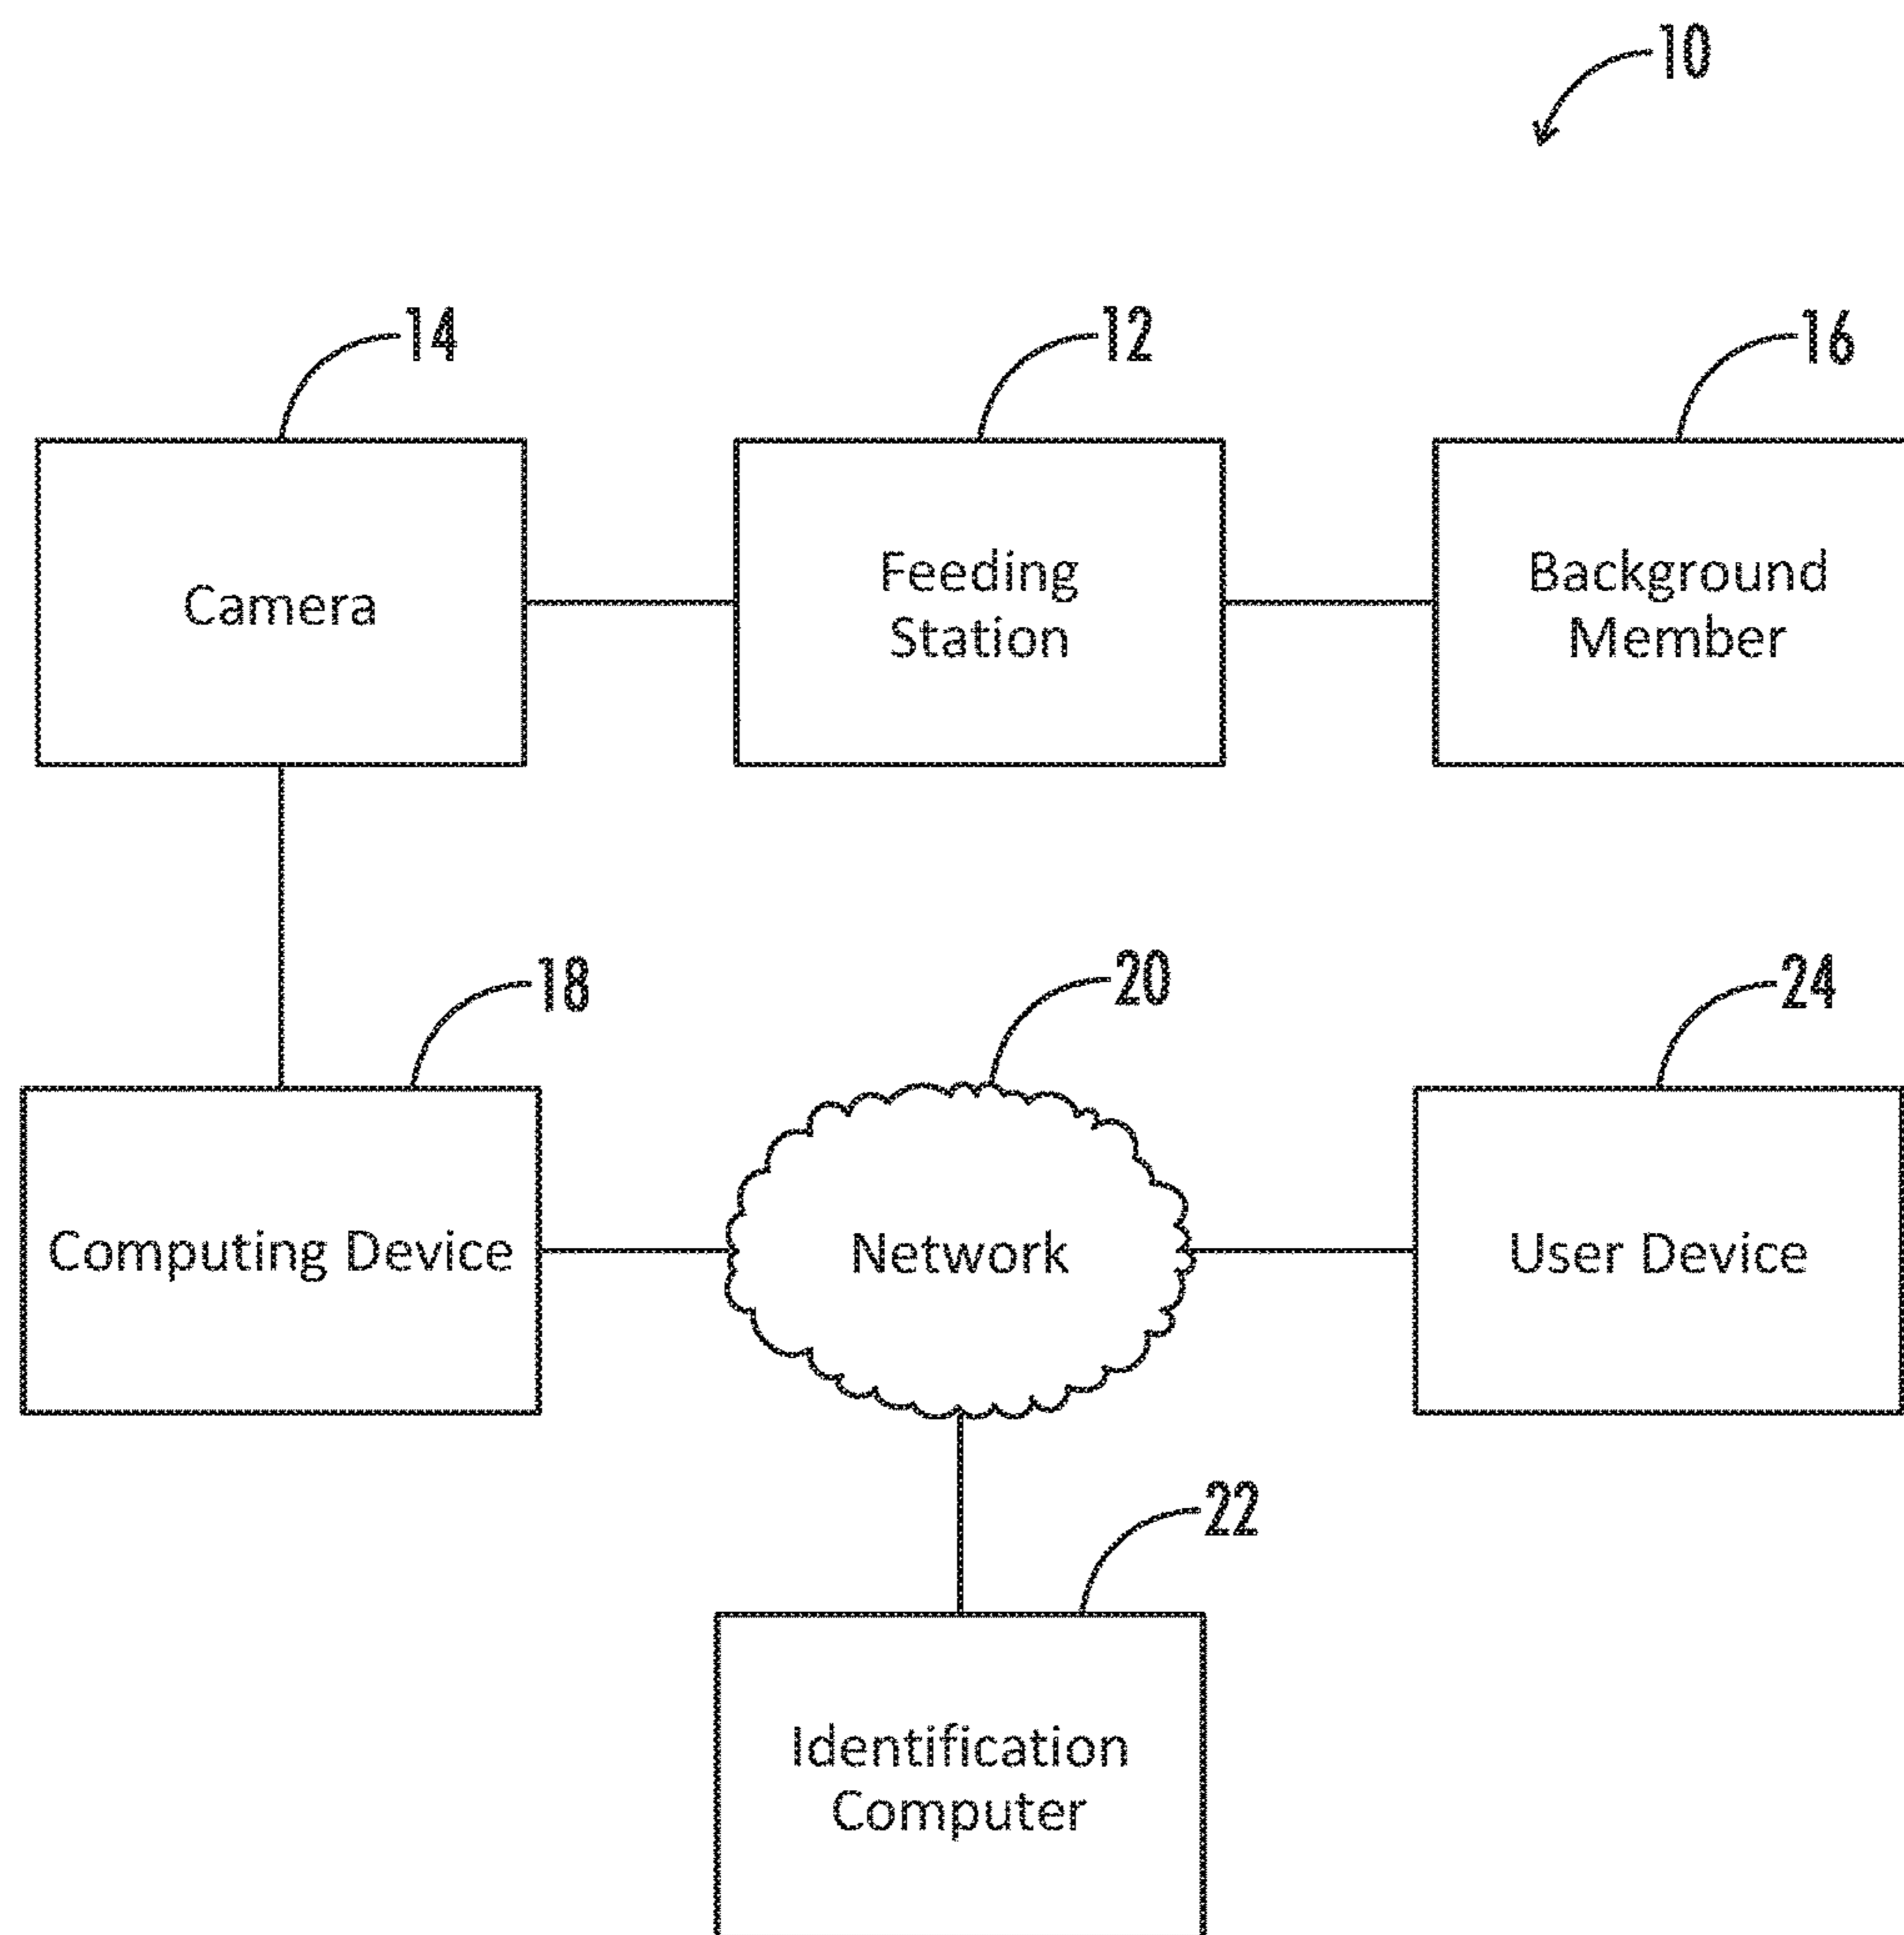 10
14
12
16
Camera
Feeding
Station
Background
Member
18
20
24
Computing Device
Network
User Device
22
Identification
Computer